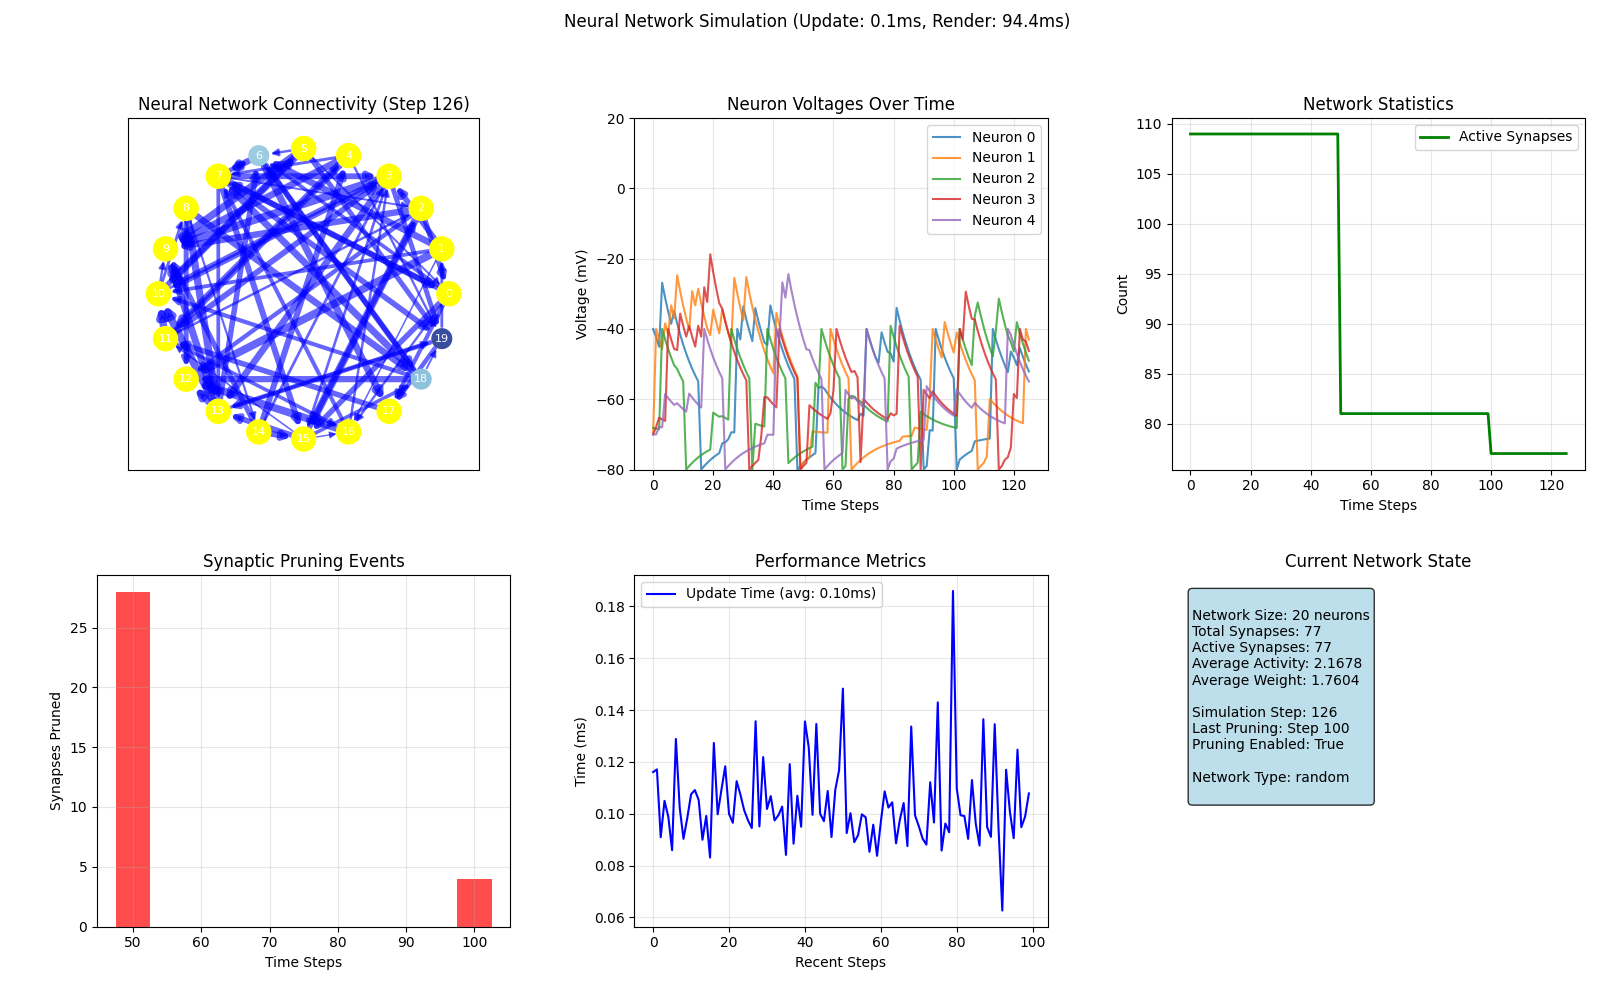 Neural Network Simulation (Update: 0.1ms, Render: 94.4ms)
Neural Network Connectivity (Step 126)
5
6
4
7
3
8
2
9
1
10
0
11
19
12
18
13
17
14
16
15
Neuron Voltages Over Time
Voltage (mV)
20
0
−20
−40
−60
−80
Neuron 0
Neuron 1
Neuron 2
Neuron 3
Neuron 4
0
20
40
60
80
100
120
Time Steps
Network Statistics
Count
110
105
100
95
90
85
80
Active Synapses
0
20
40
60
80
100
120
Time Steps
Synaptic Pruning Events
Synapses Pruned
25
20
15
10
5
0
50
60
70
80
90
100
Time Steps
Performance Metrics
Time (ms)
0.18
0.16
0.14
0.12
0.10
0.08
0.06
Update Time (avg: 0.10ms)
0
20
40
60
80
100
Recent Steps
Current Network State
Network Size: 20 neurons
Total Synapses: 77
Active Synapses: 77
Average Activity: 2.1678
Average Weight: 1.7604
Simulation Step: 126
Last Pruning: Step 100
Pruning Enabled: True
Network Type: random